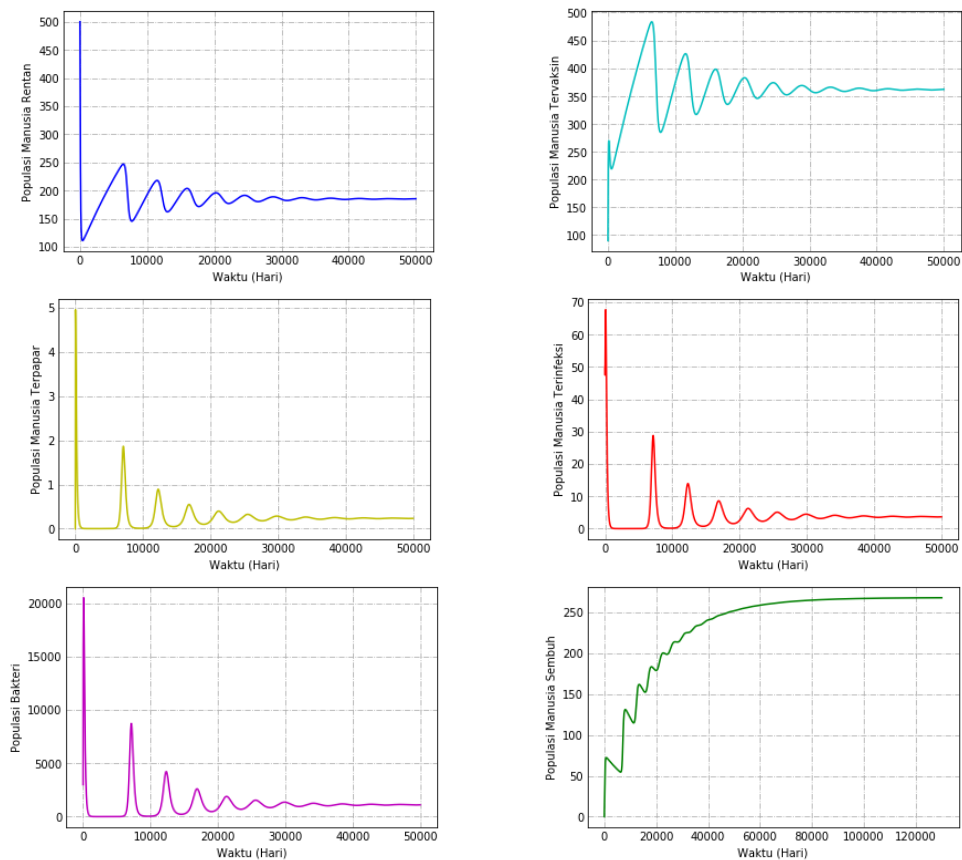 Populasi Manusia Rentan
500
450
400
350
300
250
200
150
100
0 10000 20000 30000 40000 50000
Waktu (Hari)
Populasi Manusia Tervaksin
500
450
400
350
300
250
200
150
100
0 10000 20000 30000 40000 50000
Waktu (Hari)
Populasi Manusia Terpapar
5
4
3
2
1
0
0 10000 20000 30000 40000 50000
Waktu (Hari)
Populasi Manusia Terinfeksi
70
60
50
40
30
20
10
0
0 10000 20000 30000 40000 50000
Waktu (Hari)
Populasi Bakteri
20000
15000
10000
5000
0
0 10000 20000 30000 40000 50000
Waktu (Hari)
Populasi Manusia Sembuh
250
200
150
100
50
0
0 20000 40000 60000 80000 100000 120000
Waktu (Hari)